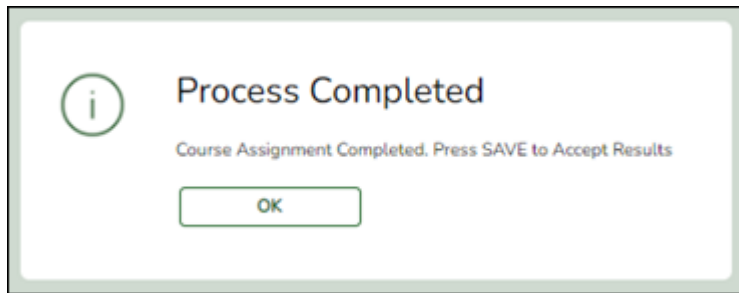 i
Process Completed
Course Assignment Completed. Press SAVE to Accept Results
OK